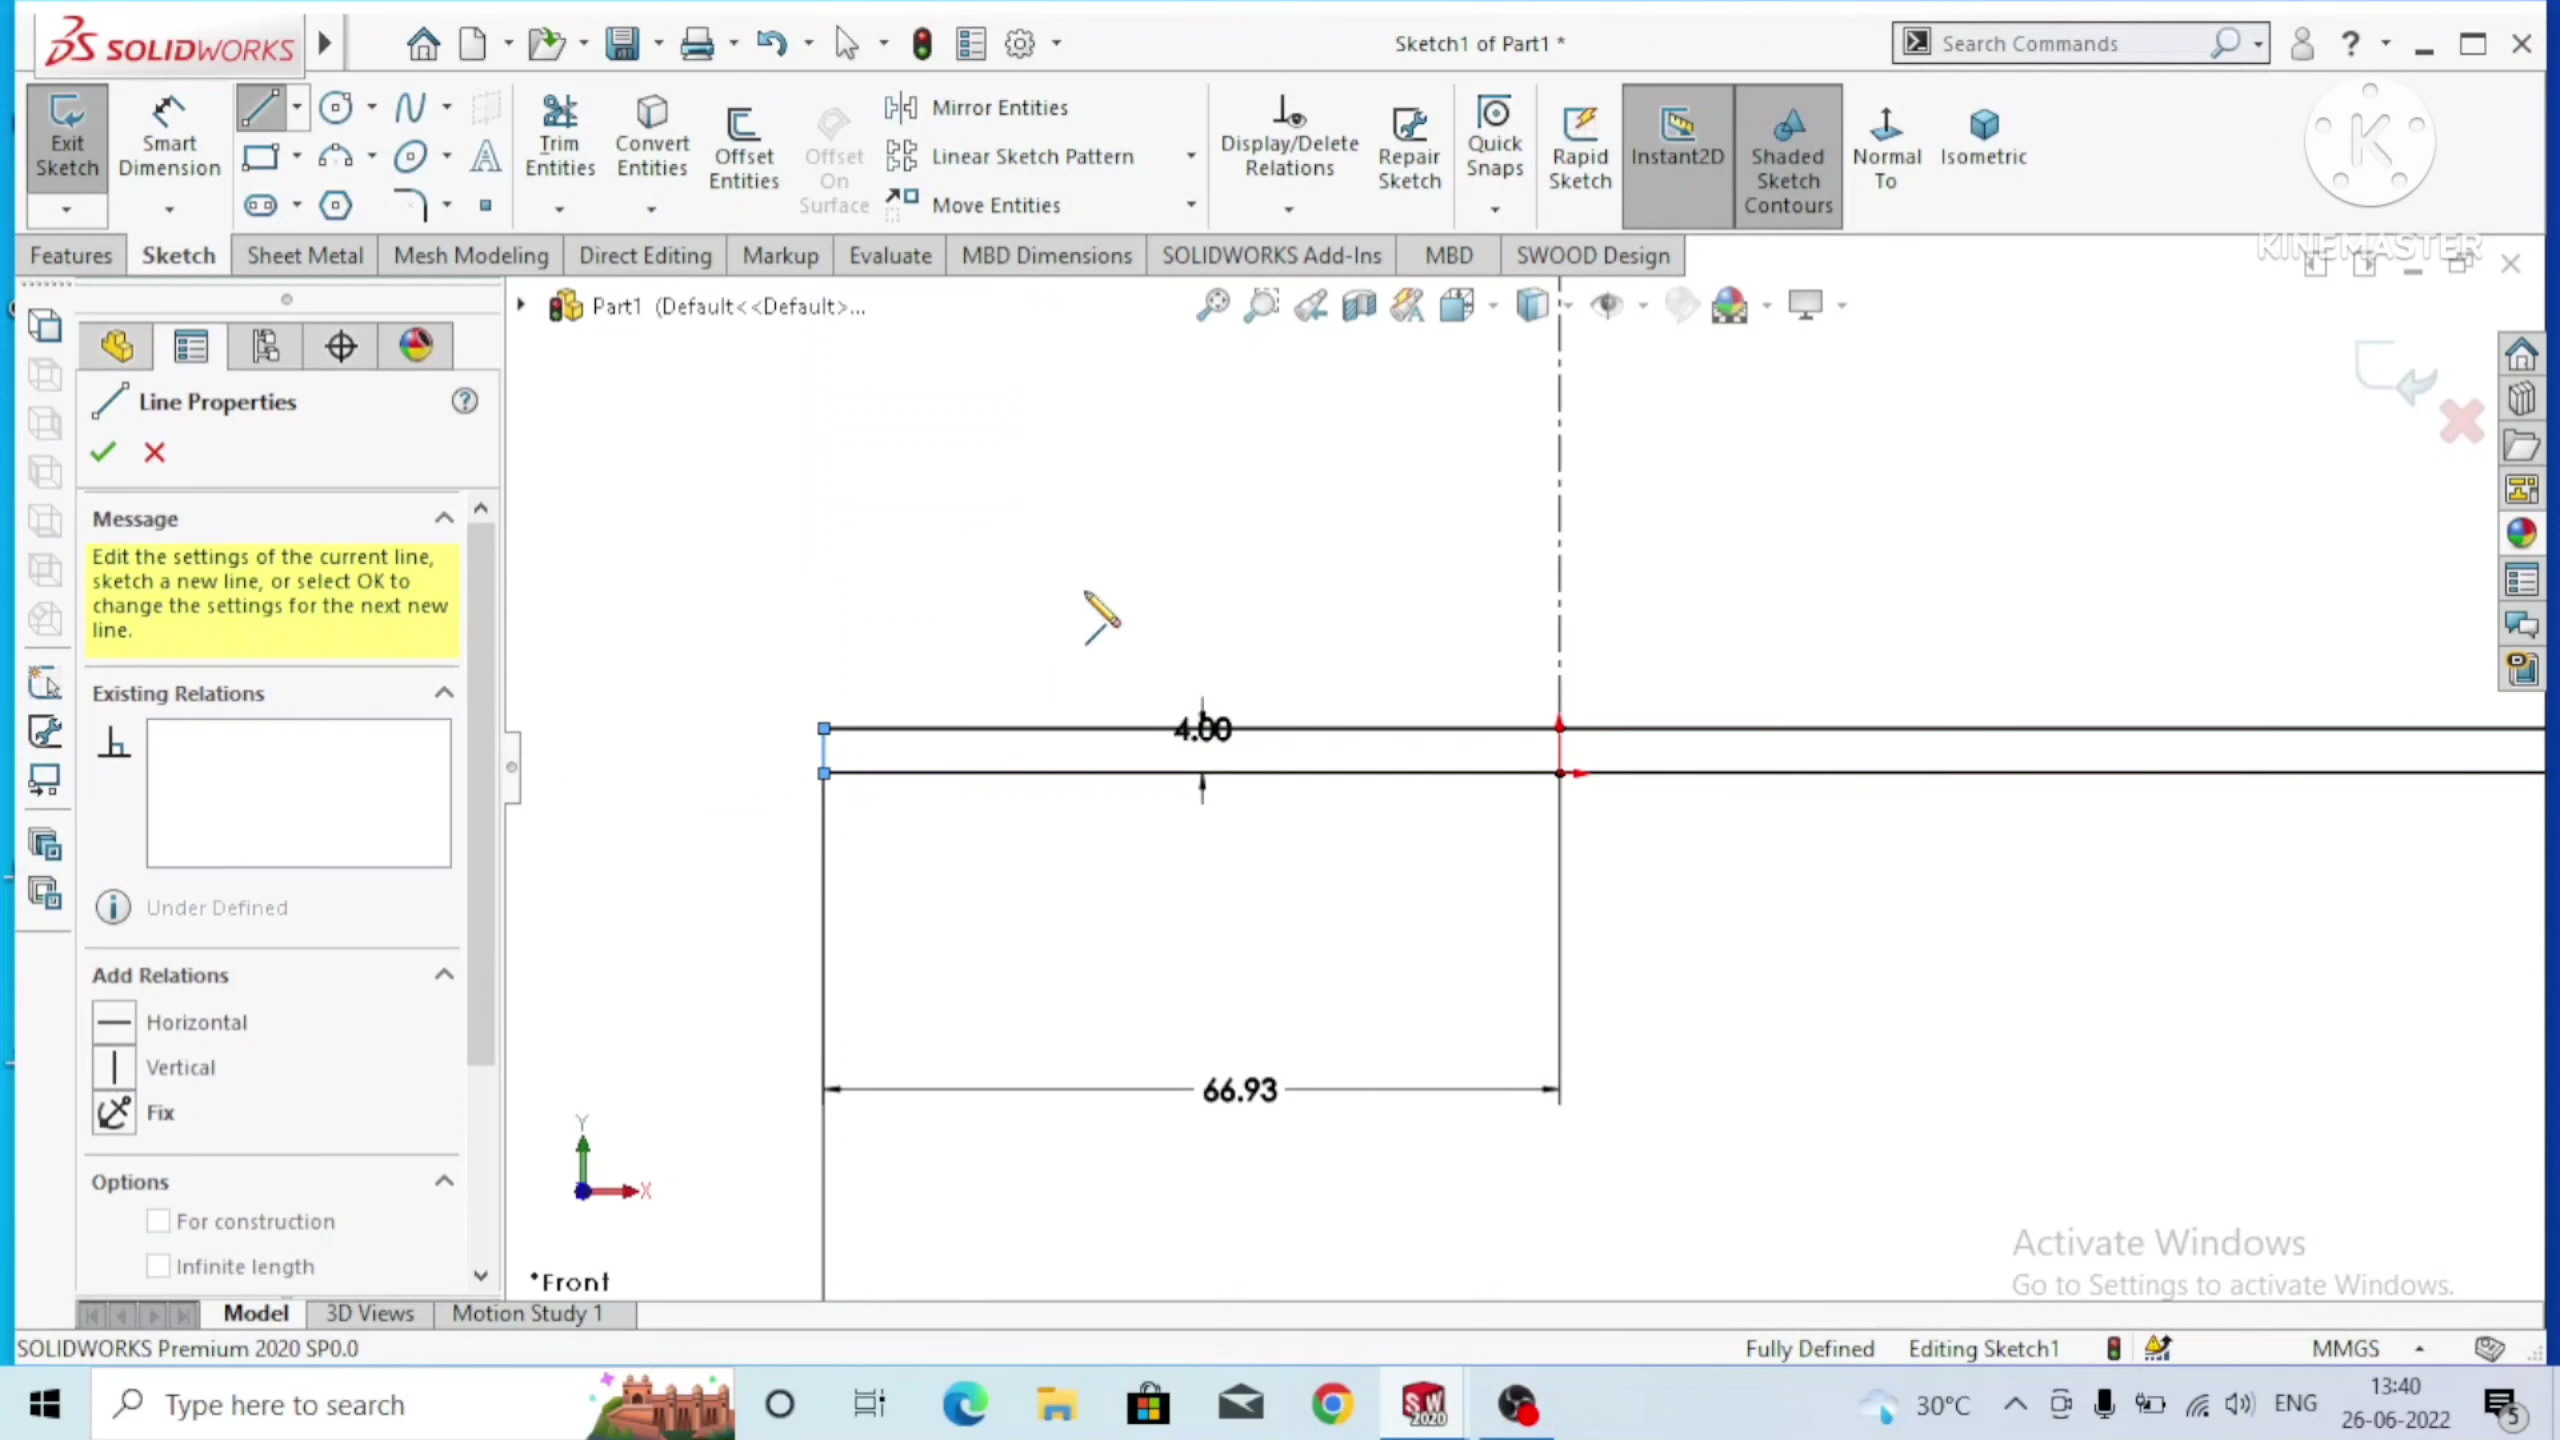 SOLIDWORKS
Sketch1 of Part1 *
Search Commands
?
Exit
Sketch
Smart
Dimension
Trim
Entities
Convert
Entities
Offset
Entities
Offset
On
Surface
Mirror Entities
Linear Sketch Pattern
Move Entities
Display/Delete
Relations
Repair
Sketch
Quick
Snaps
Rapid
Sketch
Instant2D
Shaded
Sketch
Contours
Normal
To
Isometric
K
KINEMASTER
Features
Sketch
Sheet Metal
Mesh Modeling
Direct Editing
Markup
Evaluate
MBD Dimensions
SOLIDWORKS Add-Ins
MBD
SWOOD Design
Part1 (Default<<Default>...
Line Properties
Message
Edit the settings of the current line,
sketch a new line, or select OK to
change the settings for the next new
line.
Existing Relations
Under Defined
Add Relations
Horizontal
Vertical
Fix
Options
For construction
Infinite length
4.00
66.93
Y
X
*Front
Activate Windows
Go to Settings to activate Windows.
Model
3D Views
Motion Study 1
SOLIDWORKS Premium 2020 SP0.0
Fully Defined
Editing Sketch1
MMGS
Type here to search
SW
2020
30°C
ENG
13:40
26-06-2022
5